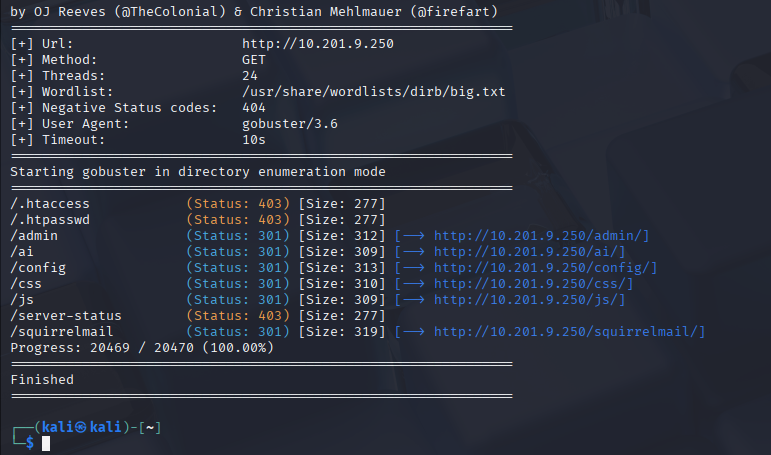 by OJ Reeves (@TheColonial) & Christian Mehlmauer (@firefart)
===============================================================
[+] Url:                     http://10.201.9.250
[+] Method:                  GET
[+] Threads:                 24
[+] Wordlist:                /usr/share/wordlists/dirb/big.txt
[+] Negative Status codes:   404
[+] User Agent:              gobuster/3.6
[+] Timeout:                 10s
===============================================================
Starting gobuster in directory enumeration mode
===============================================================
/.htaccess            (Status: 403) [Size: 277]
/.htpasswd            (Status: 403) [Size: 277]
/admin                (Status: 301) [Size: 312] [--> http://10.201.9.250/admin/]
/ai                   (Status: 301) [Size: 309] [--> http://10.201.9.250/ai/]
/config               (Status: 301) [Size: 313] [--> http://10.201.9.250/config/]
/css                  (Status: 301) [Size: 310] [--> http://10.201.9.250/css/]
/js                   (Status: 301) [Size: 309] [--> http://10.201.9.250/js/]
/server-status        (Status: 403) [Size: 277]
/squirrelmail         (Status: 301) [Size: 319] [--> http://10.201.9.250/squirrelmail/]
Progress: 20469 / 20470 (100.00%)
===============================================================
Finished
===============================================================
┌──(kali㉿kali)-[~]
└─$